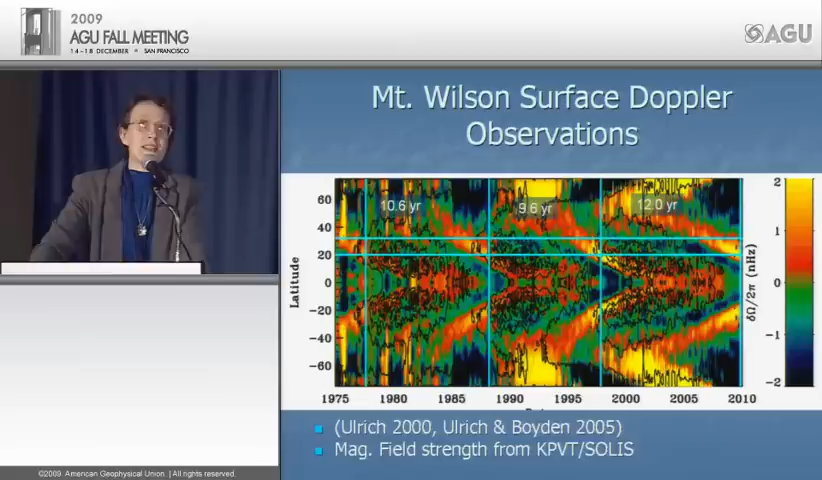 2009
AGU FALL MEETING
14-18 DECEMBER • SAN FRANCISCO
AGU
Mt. Wilson Surface Doppler
Observations
10.6 yr
9.6 yr
12.0 yr
Latitude
60
40
20
0
-20
-40
-60
1975 1980 1985 1990 1995 2000 2005 2010
2
1
0
-1
-2
δΩ/2π (nHz)
(Ulrich 2000, Ulrich & Boyden 2005)
Mag. Field strength from KPVT/SOLIS
©2009. American Geophysical Union. | All rights reserved.